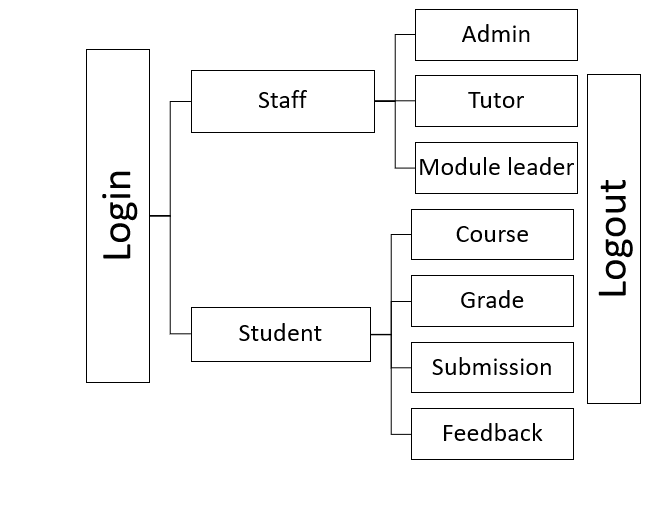 Login
Staff
Admin
Tutor
Module leader
Student
Course
Grade
Submission
Feedback
Logout